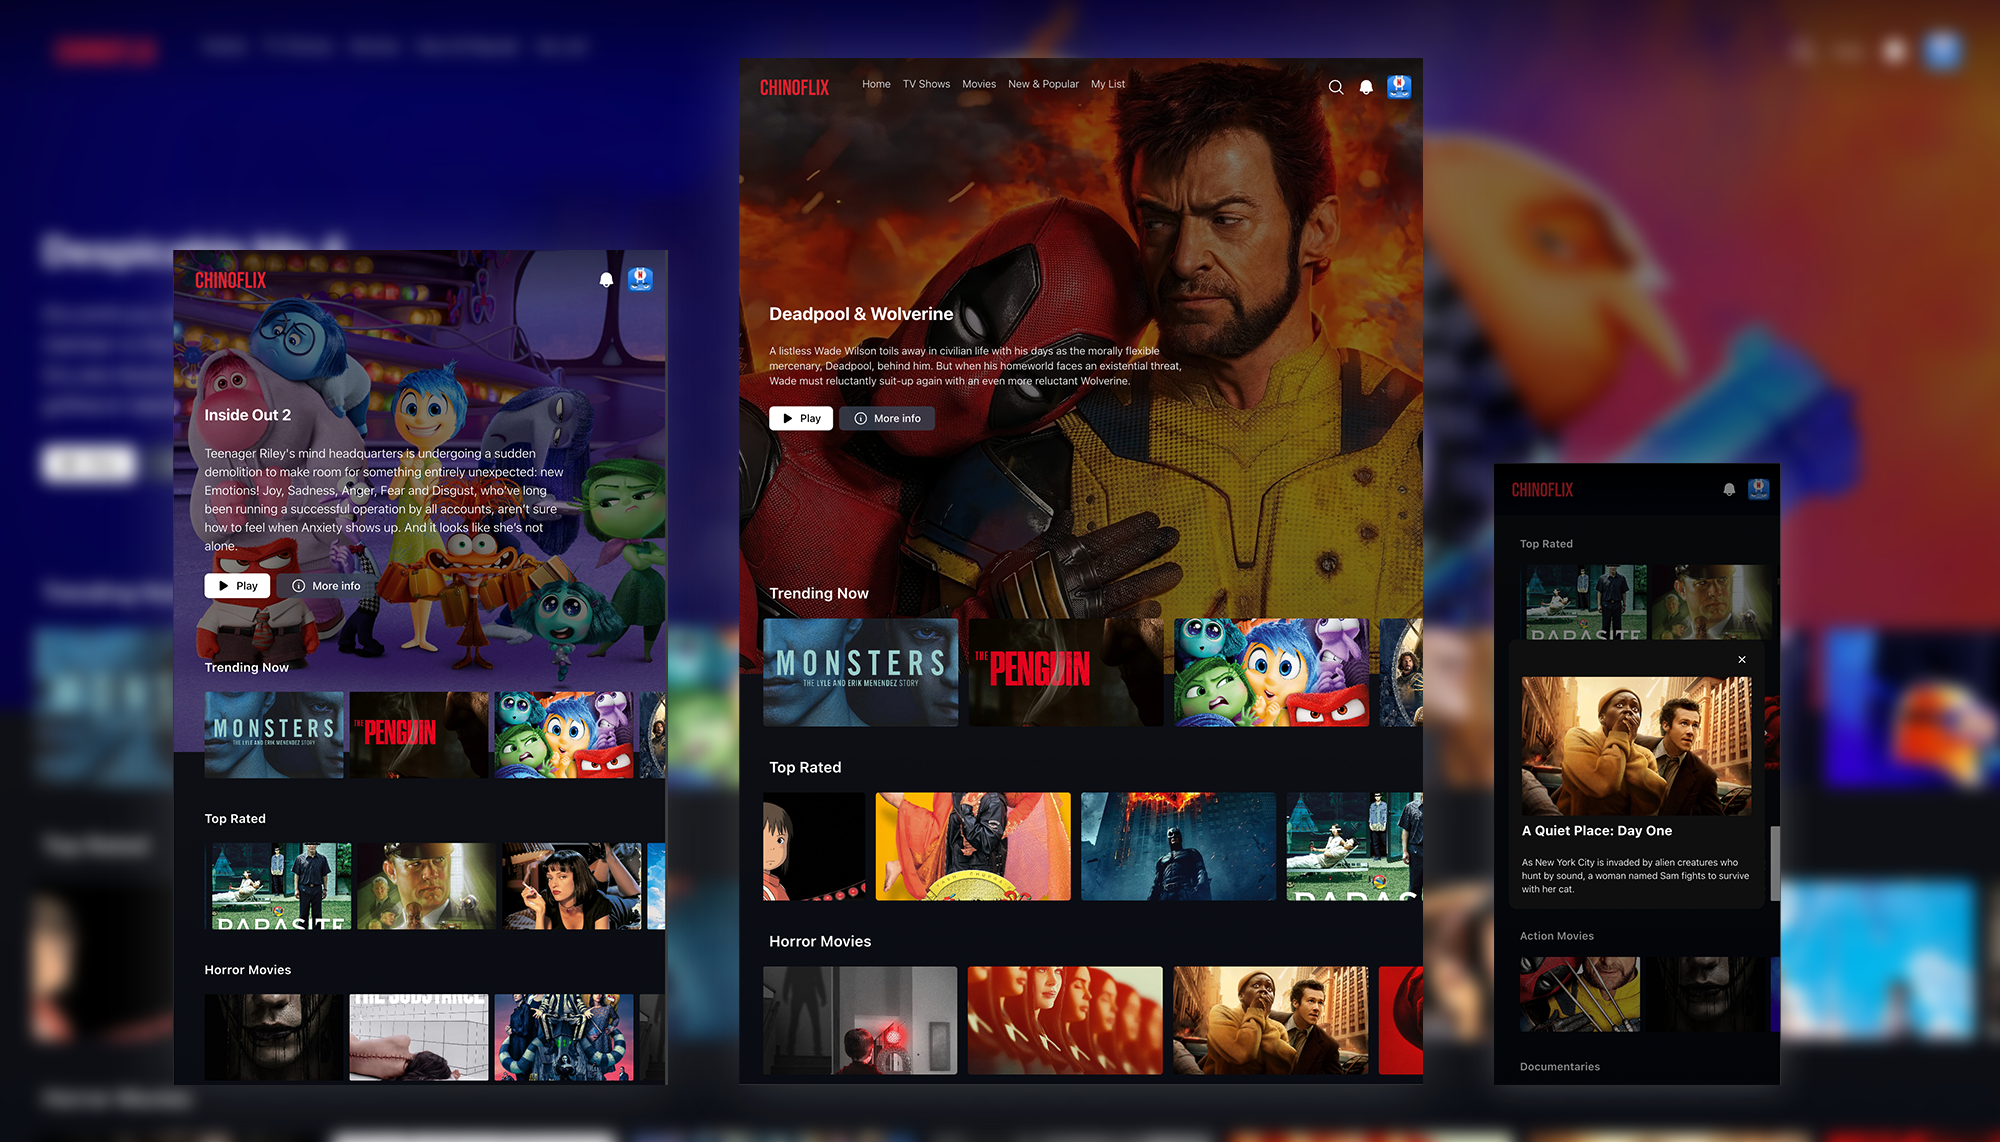 CHINOFLIX
Inside Out 2
Teenager Riley's mind headquarters is undergoing a sudden
demolition to make room for something entirely unexpected: new
Emotions! Joy, Sadness, Anger, Fear and Disgust, who've long
been running a successful operation by all accounts, aren't sure
how to feel when Anxiety shows up. And it looks like she's not
alone.
Play
More info
Trending Now
MONSTERS
THE LYLE AND ERIK MENENDEZ STORY
THE PENGUIN
Top Rated
PARASITE
Horror Movies
THE SUBSTANCE
CHINOFLIX
Home
TV Shows
Movies
New & Popular
My List
Deadpool & Wolverine
A listless Wade Wilson toils away in civilian life with his days as the morally flexible
mercenary, Deadpool, behind him. But when his homeworld faces an existential threat,
Wade must reluctantly suit-up again with an even more reluctant Wolverine.
Play
More info
Trending Now
MONSTERS
THE LYLE AND ERIK MENENDEZ STORY
THE PENGUIN
Top Rated
Horror Movies
CHINOFLIX
Top Rated
PARASITE
A Quiet Place: Day One
As New York City is invaded by alien creatures who
hunt by sound, a woman named Sam fights to survive
with her cat.
Action Movies
Documentaries